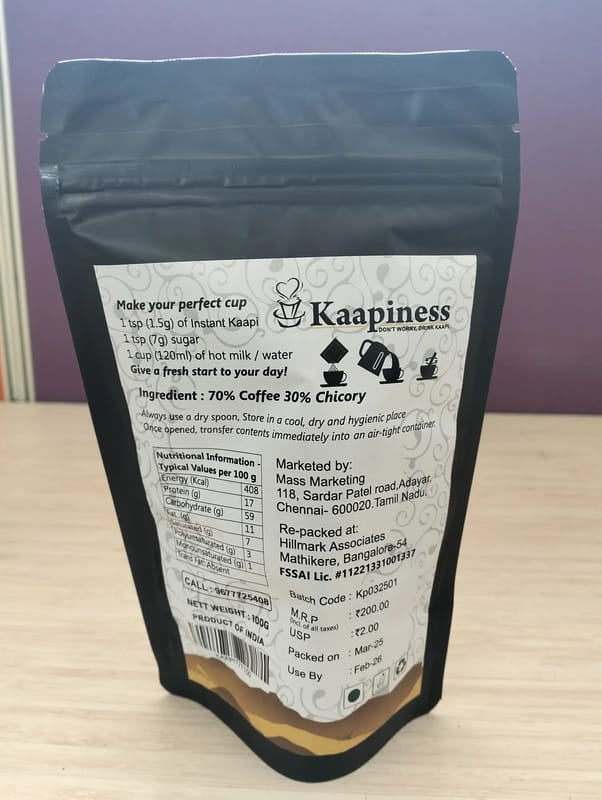 Make your perfect cup
1 tsp (1.5g) of Instant Kaapi
1 tsp (7g) sugar
1 cup (120ml) of hot milk / water
Give a fresh start to your day!
Kaapiness
DON'T WORRY, DRINK KAAPI
Ingredient : 70% Coffee 30% Chicory
Always use a dry spoon, Store in a cool, dry and hygienic place
Once opened, transfer contents immediately into an air-tight container.
Nutritional Information -
Typical Values per 100 g
Energy (Kcal) 408
Protein (g) 17
Carbohydrate (g) 59
Fat (g) 11
Saturated (g) 7
Polyunsaturated (g) 3
Monounsaturated (g) 1
Trans Fat: Absent
CALL : 9677725408
NETT WEIGHT : 100G
PRODUCT OF INDIA
Marketed by:
Mass Marketing
118, Sardar Patel road,Adayar,
Chennai- 600020.Tamil Nadu.
Re-packed at:
Hillmark Associates
Mathikere, Bangalore-54
FSSAI Lic. #11221331001337
Batch Code : Kp032501
M.R.P : ₹200.00
(Incl. of all taxes)
USP : ₹2.00
Packed on : Mar-25
Use By : Feb-26